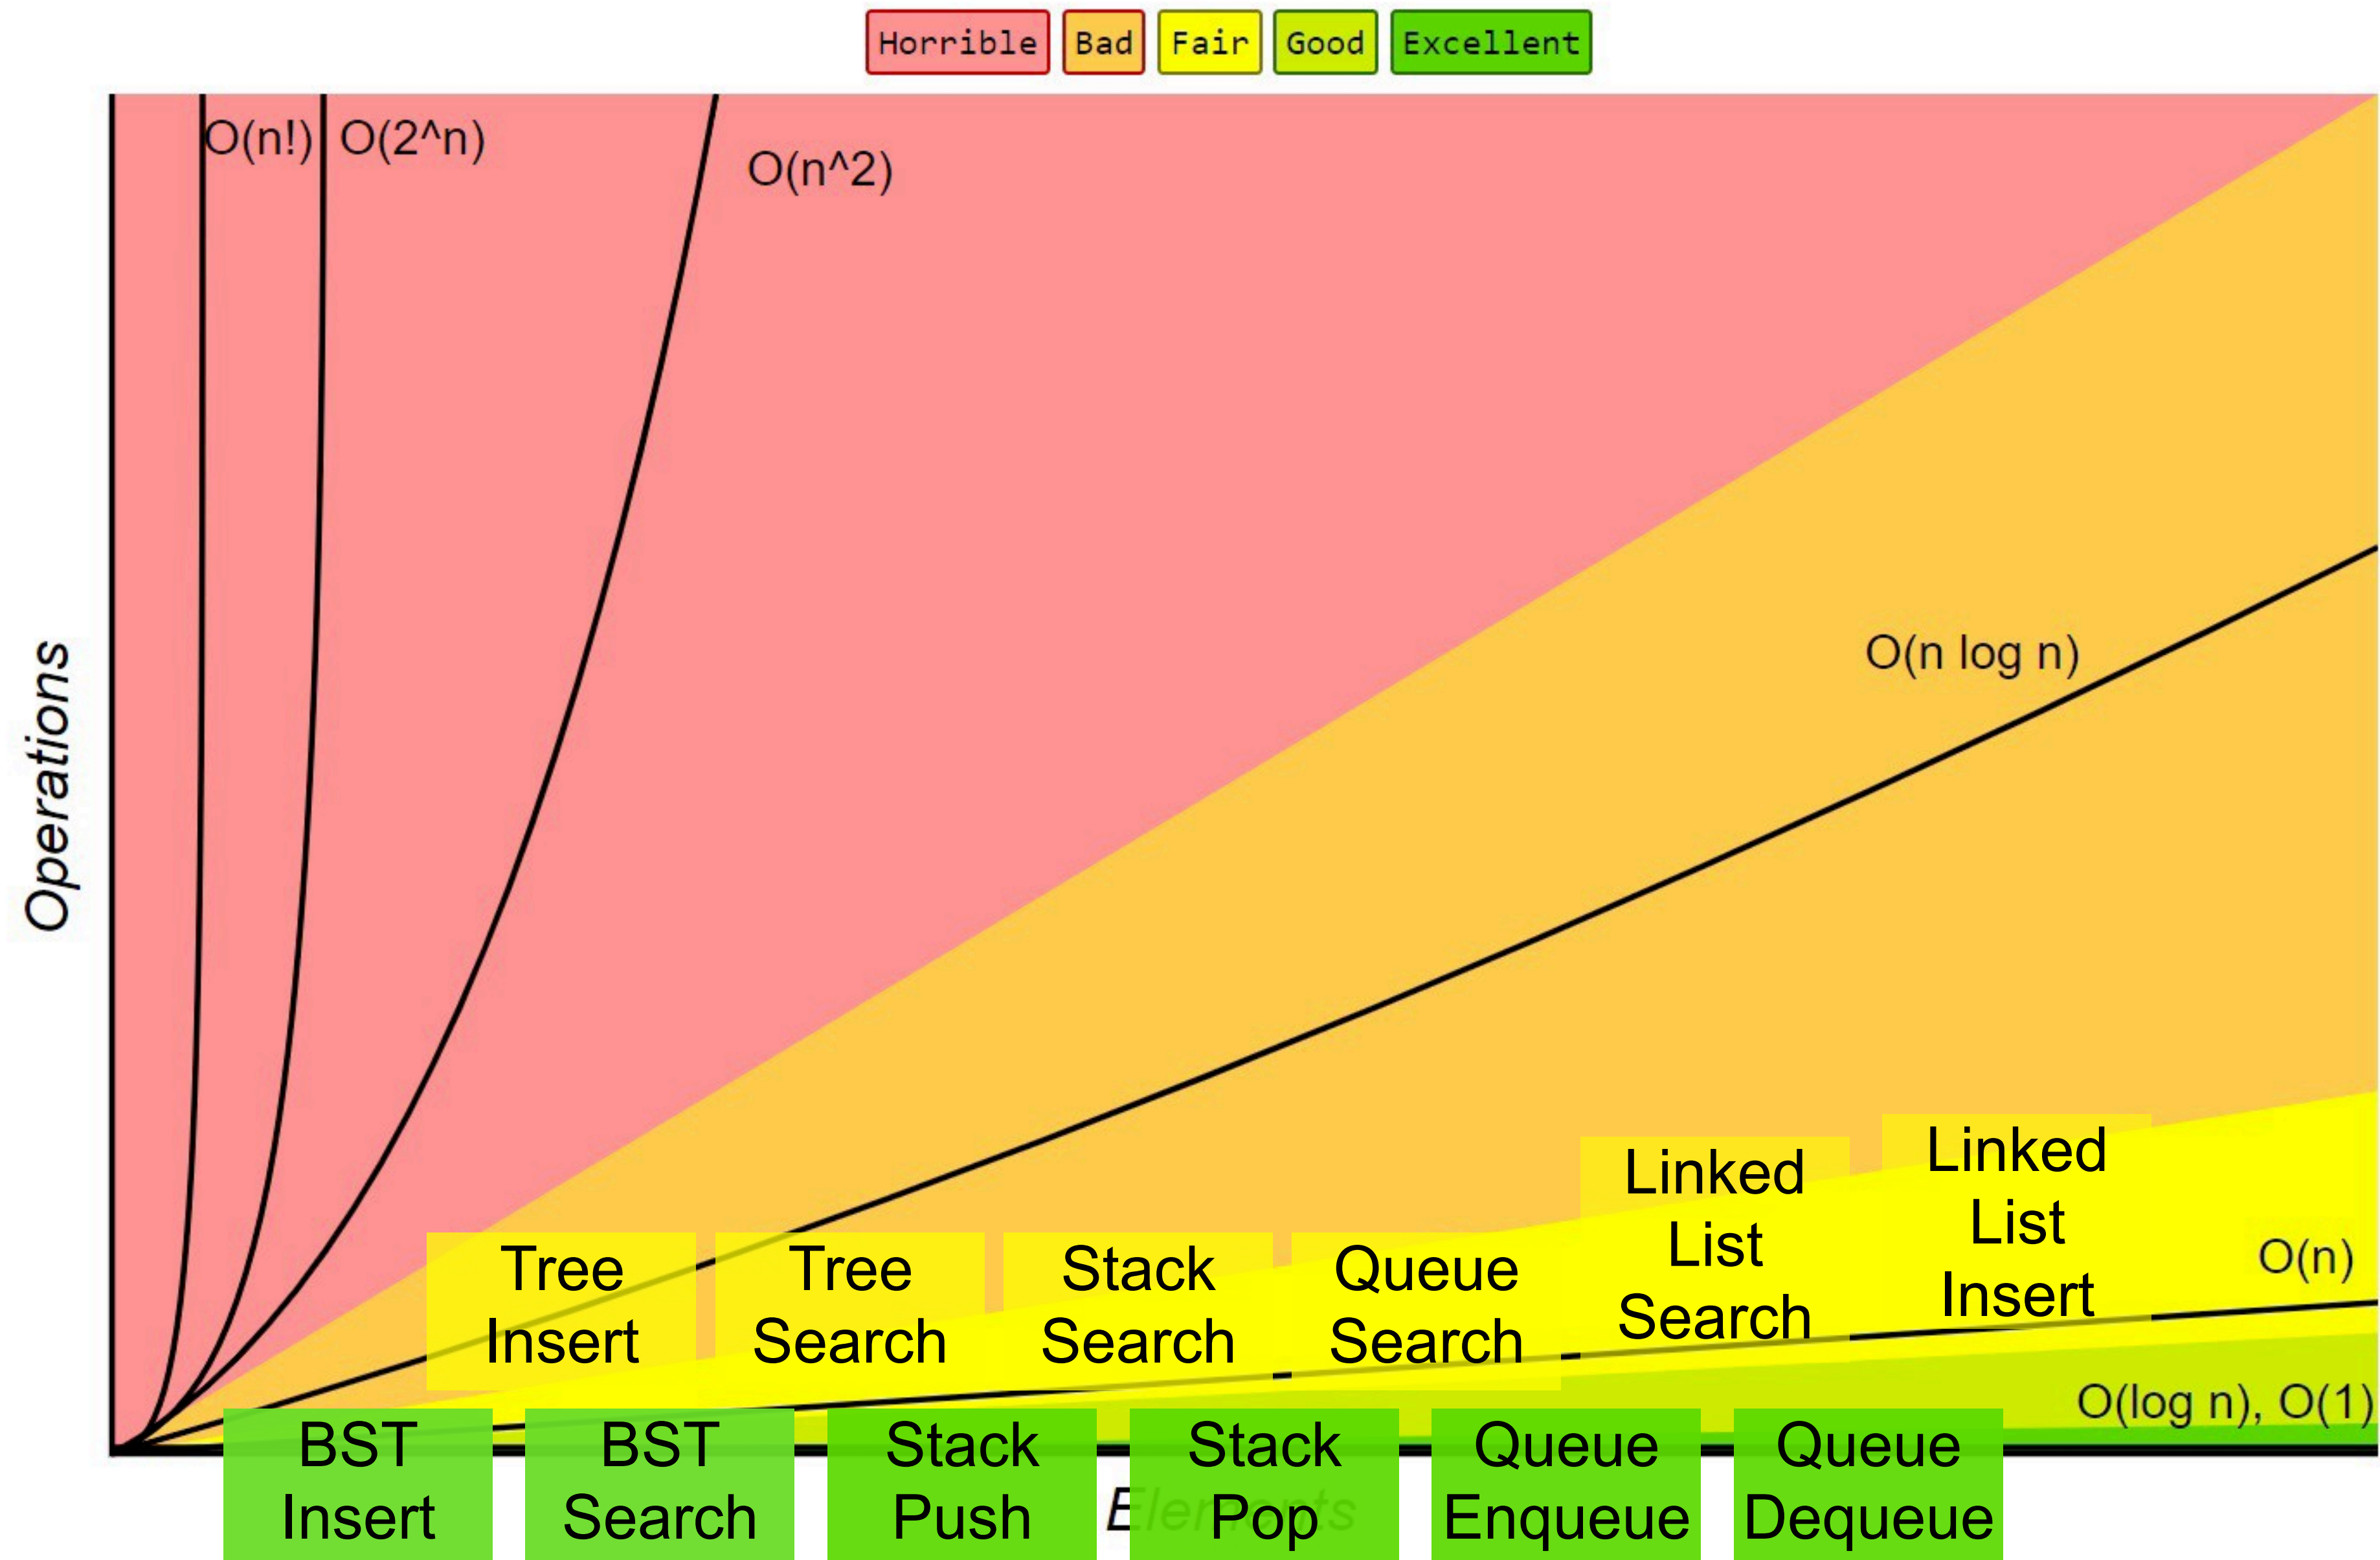 Horrible Bad Fair Good Excellent
O(n!) O(2^n)
O(n^2)
Operations
O(n log n)
Linked
List
Search
Linked
List
Insert
O(n)
Tree
Insert
Tree
Search
Stack
Search
Queue
Search
O(log n), O(1)
BST
Insert
BST
Search
Stack
Push
Stack
Pop
Queue
Enqueue
Queue
Dequeue
Elements